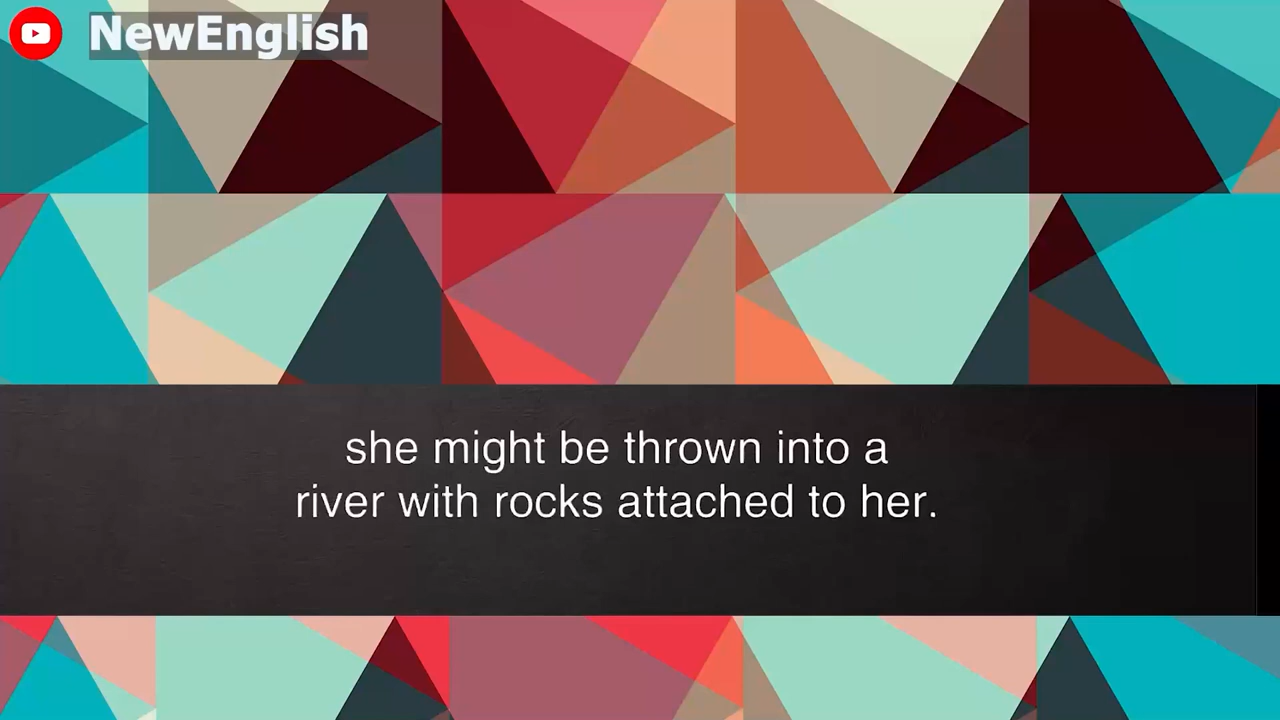 NewEnglish
she might be thrown into a
river with rocks attached to her.